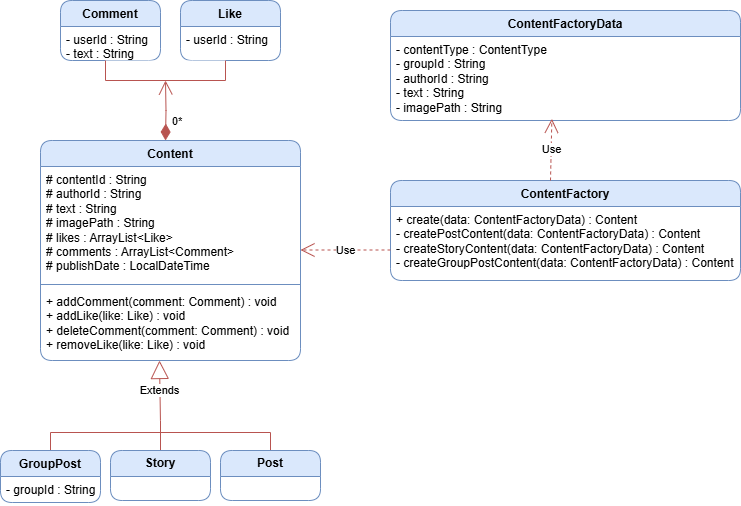 Comment
- userId : String
- text : String
Like
- userId : String
ContentFactoryData
- contentType : ContentType
- groupId : String
- authorId : String
- text : String
- imagePath : String
0*
Use
Content
# contentId : String
# authorId : String
# text : String
# imagePath : String
# likes : ArrayList<Like>
# comments : ArrayList<Comment>
# publishDate : LocalDateTime
+ addComment(comment: Comment) : void
+ addLike(like: Like) : void
+ deleteComment(comment: Comment) : void
+ removeLike(like: Like) : void
Use
ContentFactory
+ create(data: ContentFactoryData) : Content
- createPostContent(data: ContentFactoryData) : Content
- createStoryContent(data: ContentFactoryData) : Content
- createGroupPostContent(data: ContentFactoryData) : Content
Extends
GroupPost
- groupId : String
Story
Post